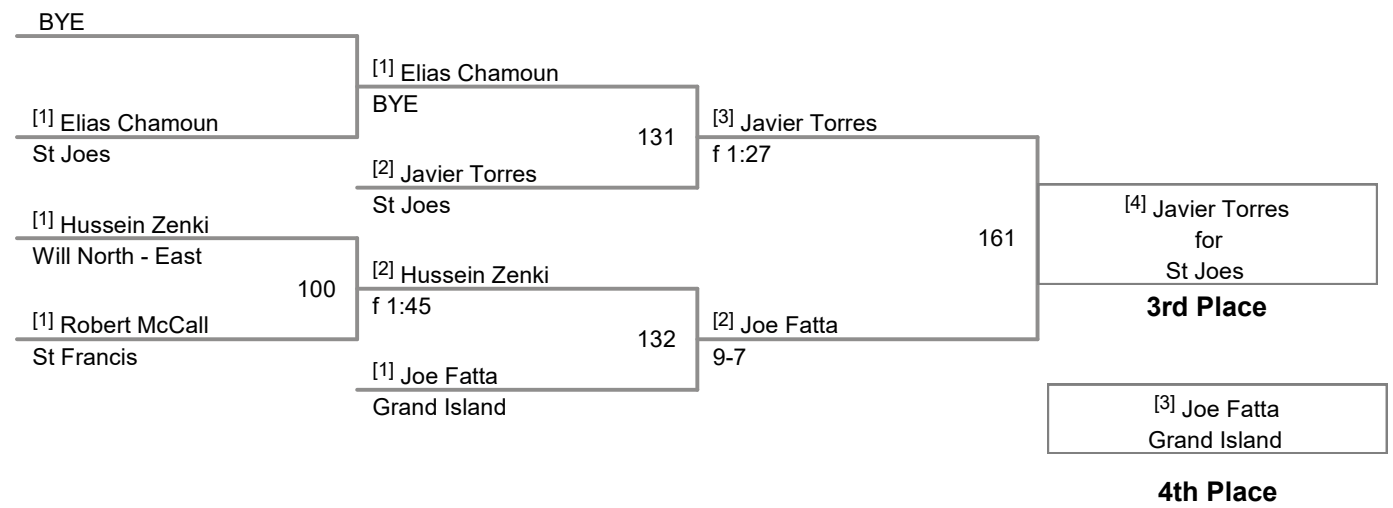 BYE
[1] Elias Chamoun
St Joes
[1] Hussein Zenki
Will North - East
100
[1] Robert McCall
St Francis
[1] Elias Chamoun
BYE
131
[2] Javier Torres
St Joes
[2] Hussein Zenki
f 1:45
132
[1] Joe Fatta
Grand Island
[3] Javier Torres
f 1:27
161
[2] Joe Fatta
9-7
[4] Javier Torres
for
St Joes
3rd Place
[3] Joe Fatta
Grand Island
4th Place